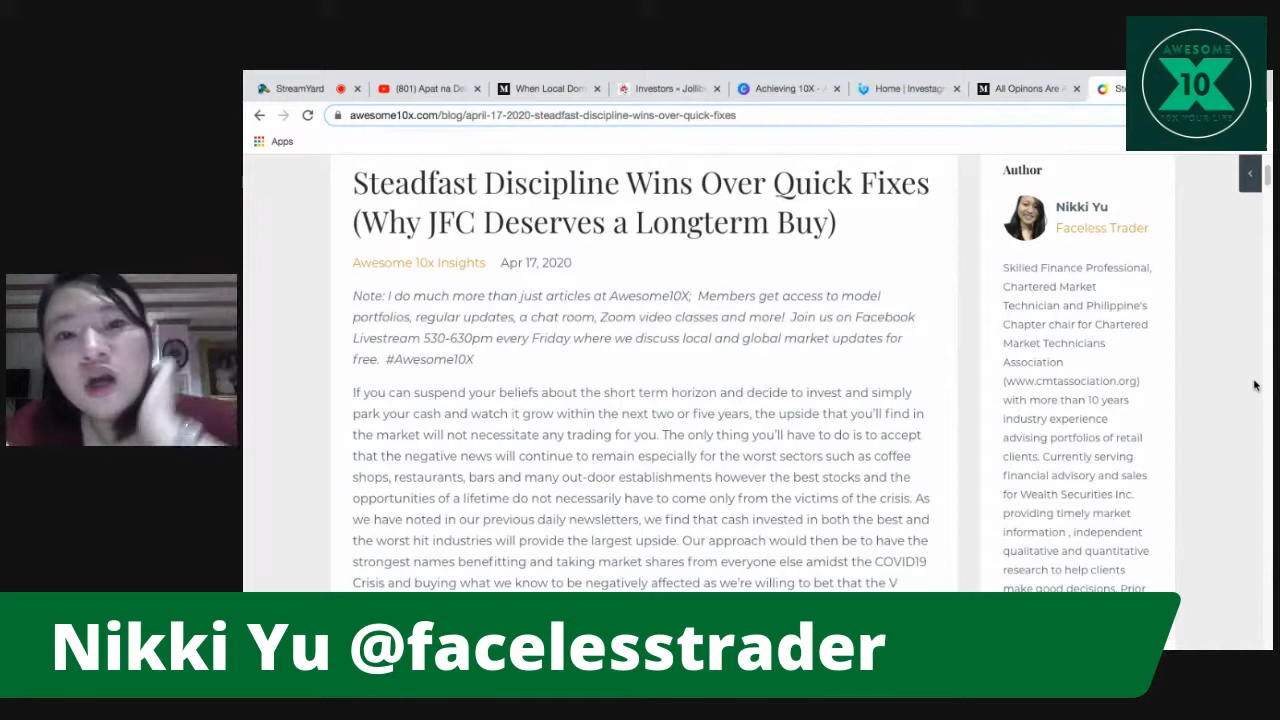 AWESOME
10
10X YOUR LIFE
StreamYard
(801) Apat na De
When Local Dom
Investors « Jollib
Achieving 10X - A
Home | Investag
All Opinons Are A
Ste
awesome10x.com/blog/april-17-2020-steadfast-discipline-wins-over-quick-fixes
Apps
Steadfast Discipline Wins Over Quick Fixes
(Why JFC Deserves a Longterm Buy)
Awesome 10x Insights Apr 17, 2020
Note: I do much more than just articles at Awesome10X; Members get access to model
portfolios, regular updates, a chat room, Zoom video classes and more! Join us on Facebook
Livestream 530-630pm every Friday where we discuss local and global market updates for
free. #Awesome10X
If you can suspend your beliefs about the short term horizon and decide to invest and simply
park your cash and watch it grow within the next two or five years, the upside that you'll find in
the market will not necessitate any trading for you. The only thing you'll have to do is to accept
that the negative news will continue to remain especially for the worst sectors such as coffee
shops, restaurants, bars and many out-door establishments however the best stocks and the
opportunities of a lifetime do not necessarily have to come only from the victims of the crisis. As
we have noted in our previous daily newsletters, we find that cash invested in both the best and
the worst hit industries will provide the largest upside. Our approach would then be to have the
strongest names benefitting and taking market shares from everyone else amidst the COVID19
Crisis and buying what we know to be negatively affected as we're willing to bet that the V
Author
Nikki Yu
Faceless Trader
Skilled Finance Professional,
Chartered Market
Technician and Philippine's
Chapter chair for Chartered
Market Technicians
Association
(www.cmtassociation.org)
with more than 10 years
industry experience
advising portfolios of retail
clients. Currently serving
financial advisory and sales
for Wealth Securities Inc.
providing timely market
information , independent
qualitative and quantitative
research to help clients
make good decisions. Prior
Nikki Yu @facelesstrader